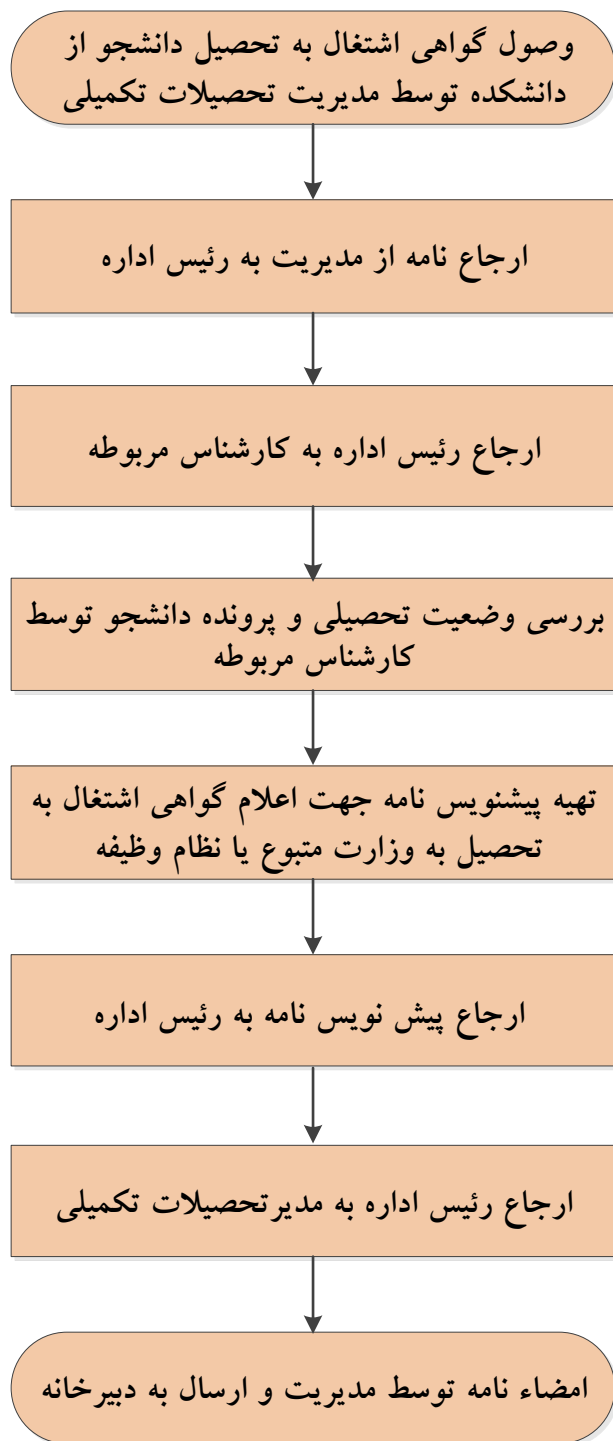 وصول گواهی اشتغال به تحصیل دانشجو از
دانشکده توسط مدیریت تحصیلات تکمیلی
ارجاع نامه از مدیریت به رئیس اداره
ارجاع رئیس اداره به کارشناس مربوطه
بررسی وضعیت تحصیلی و پرونده دانشجو توسط
کارشناس مربوطه
تهیه پیشنویس نامه جهت اعلام گواهی اشتغال به
تحصیل به وزارت متبوع یا نظام وظیفه
ارجاع پیش نویس نامه به رئیس اداره
ارجاع رئیس اداره به مدیرتحصیلات تکمیلی
امضاء نامه توسط مدیریت و ارسال به دبیرخانه